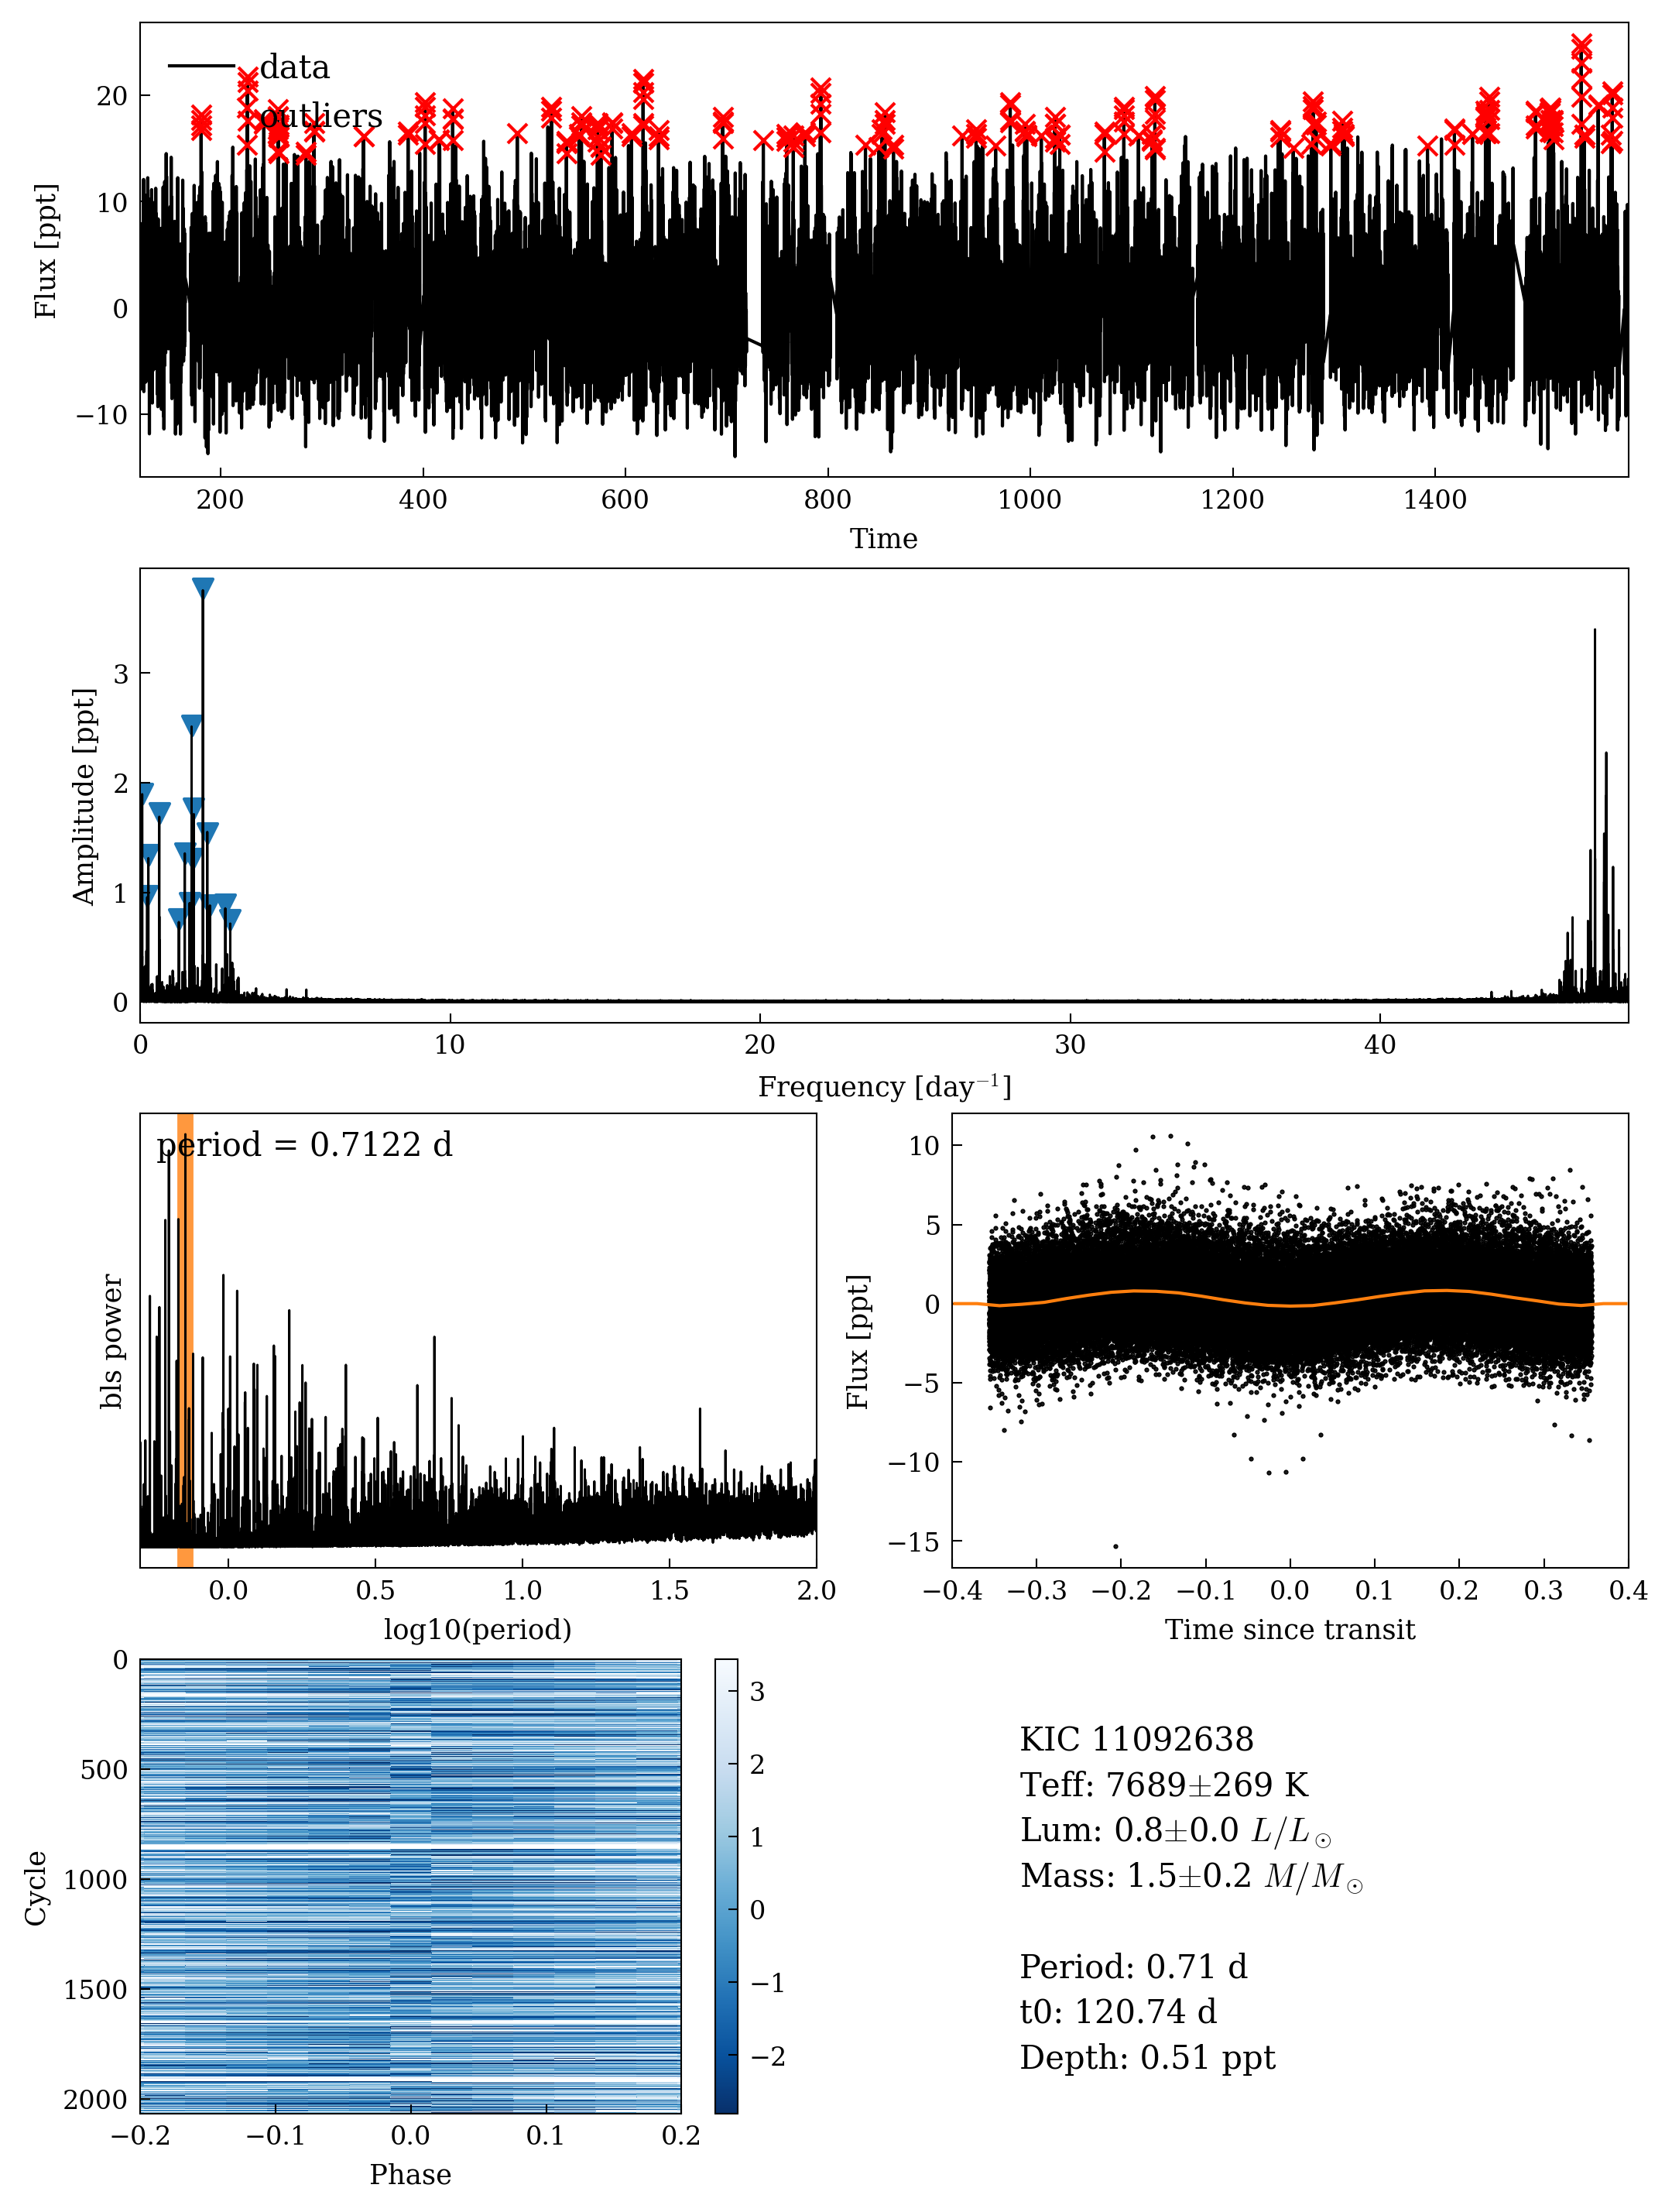 data
outliers
20
10
0
−10
Flux [ppt]
200 400 600 800 1000 1200 1400
Time
3
2
1
0
Amplitude [ppt]
0 10 20 30 40
Frequency [day⁻¹]
period = 0.7122 d
bls power
0.0 0.5 1.0 1.5 2.0
log10(period)
10
5
0
−5
−10
−15
Flux [ppt]
−0.4 −0.3 −0.2 −0.1 0.0 0.1 0.2 0.3 0.4
Time since transit
0
500
1000
1500
2000
Cycle
−0.2 −0.1 0.0 0.1 0.2
Phase
3
2
1
0
−1
−2
KIC 11092638
Teff: 7689±269 K
Lum: 0.8±0.0 L/L⊙
Mass: 1.5±0.2 M/M⊙
Period: 0.71 d
t0: 120.74 d
Depth: 0.51 ppt